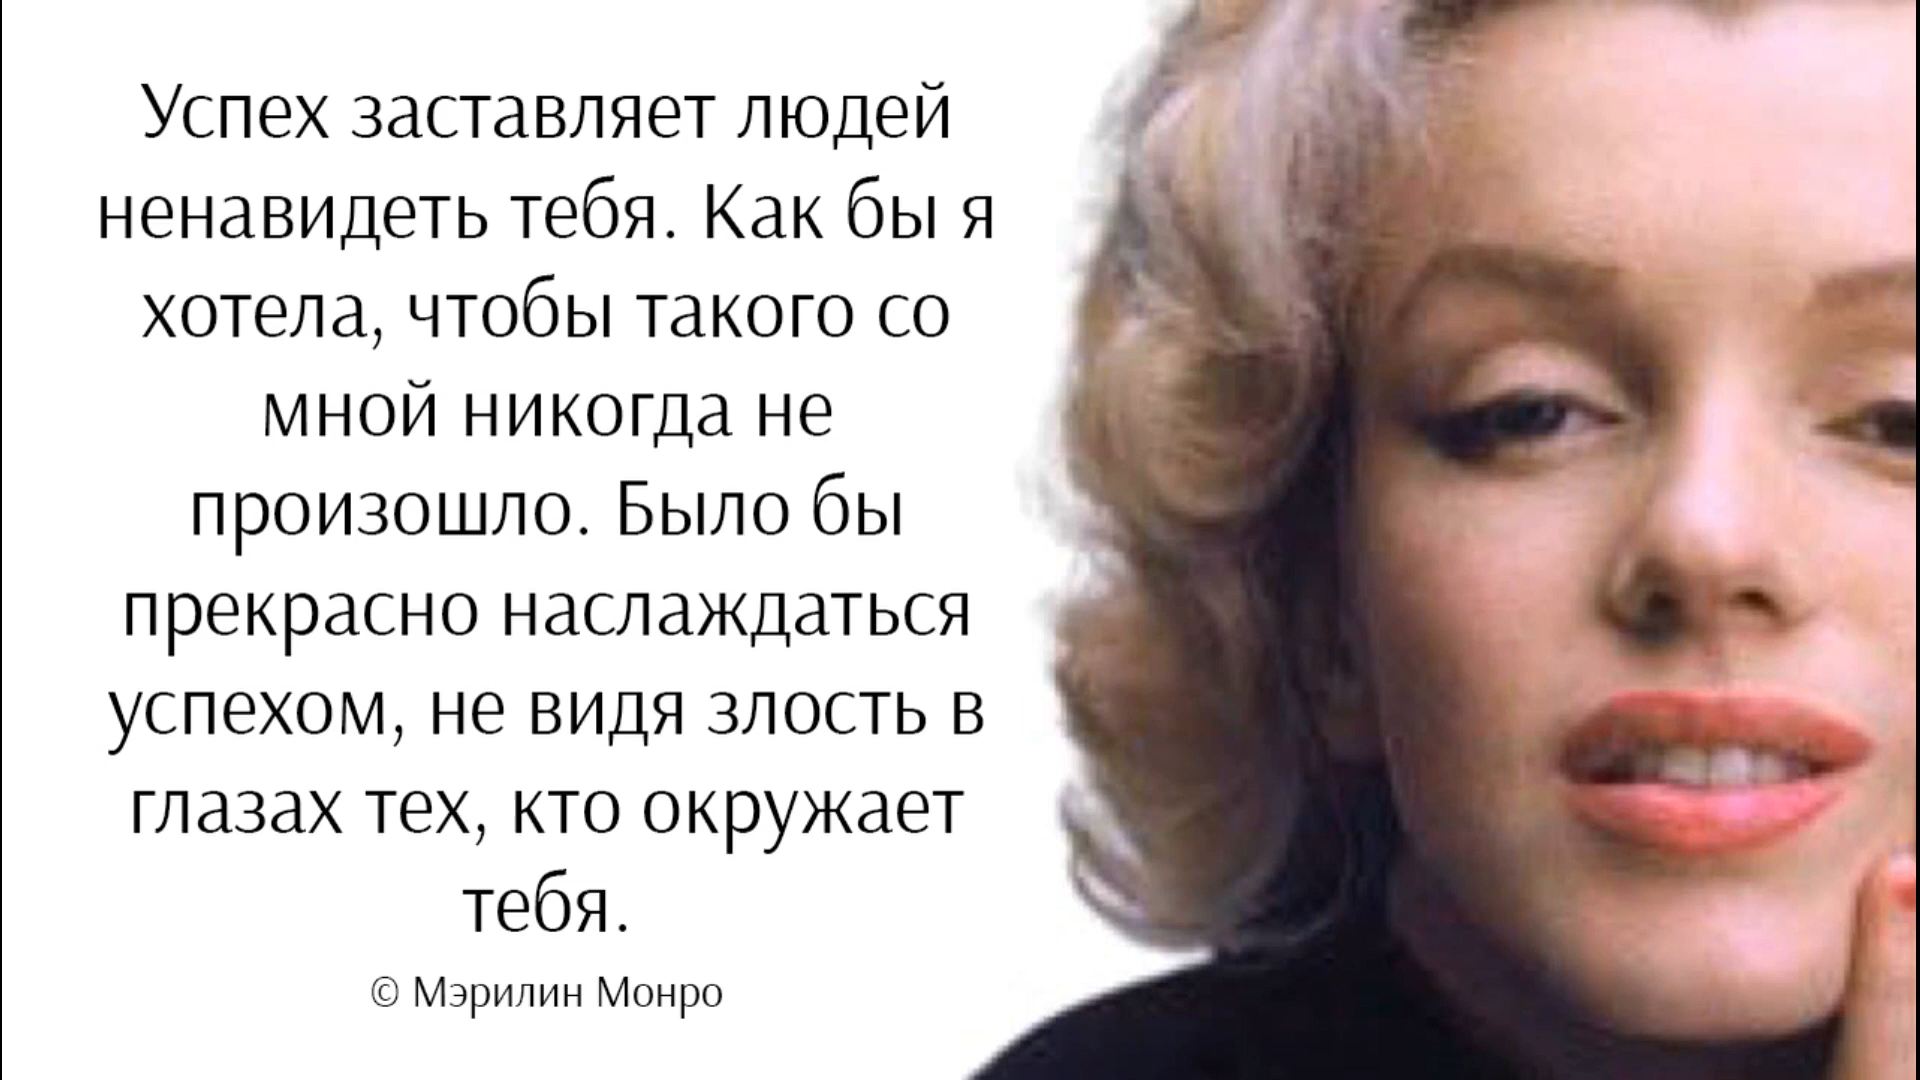 Успех заставляет людей
ненавидеть тебя. Как бы я
хотела, чтобы такого со
мной никогда не
произошло. Было бы
прекрасно наслаждаться
успехом, не видя злость в
глазах тех, кто окружает
тебя.
© Мэрилин Монро